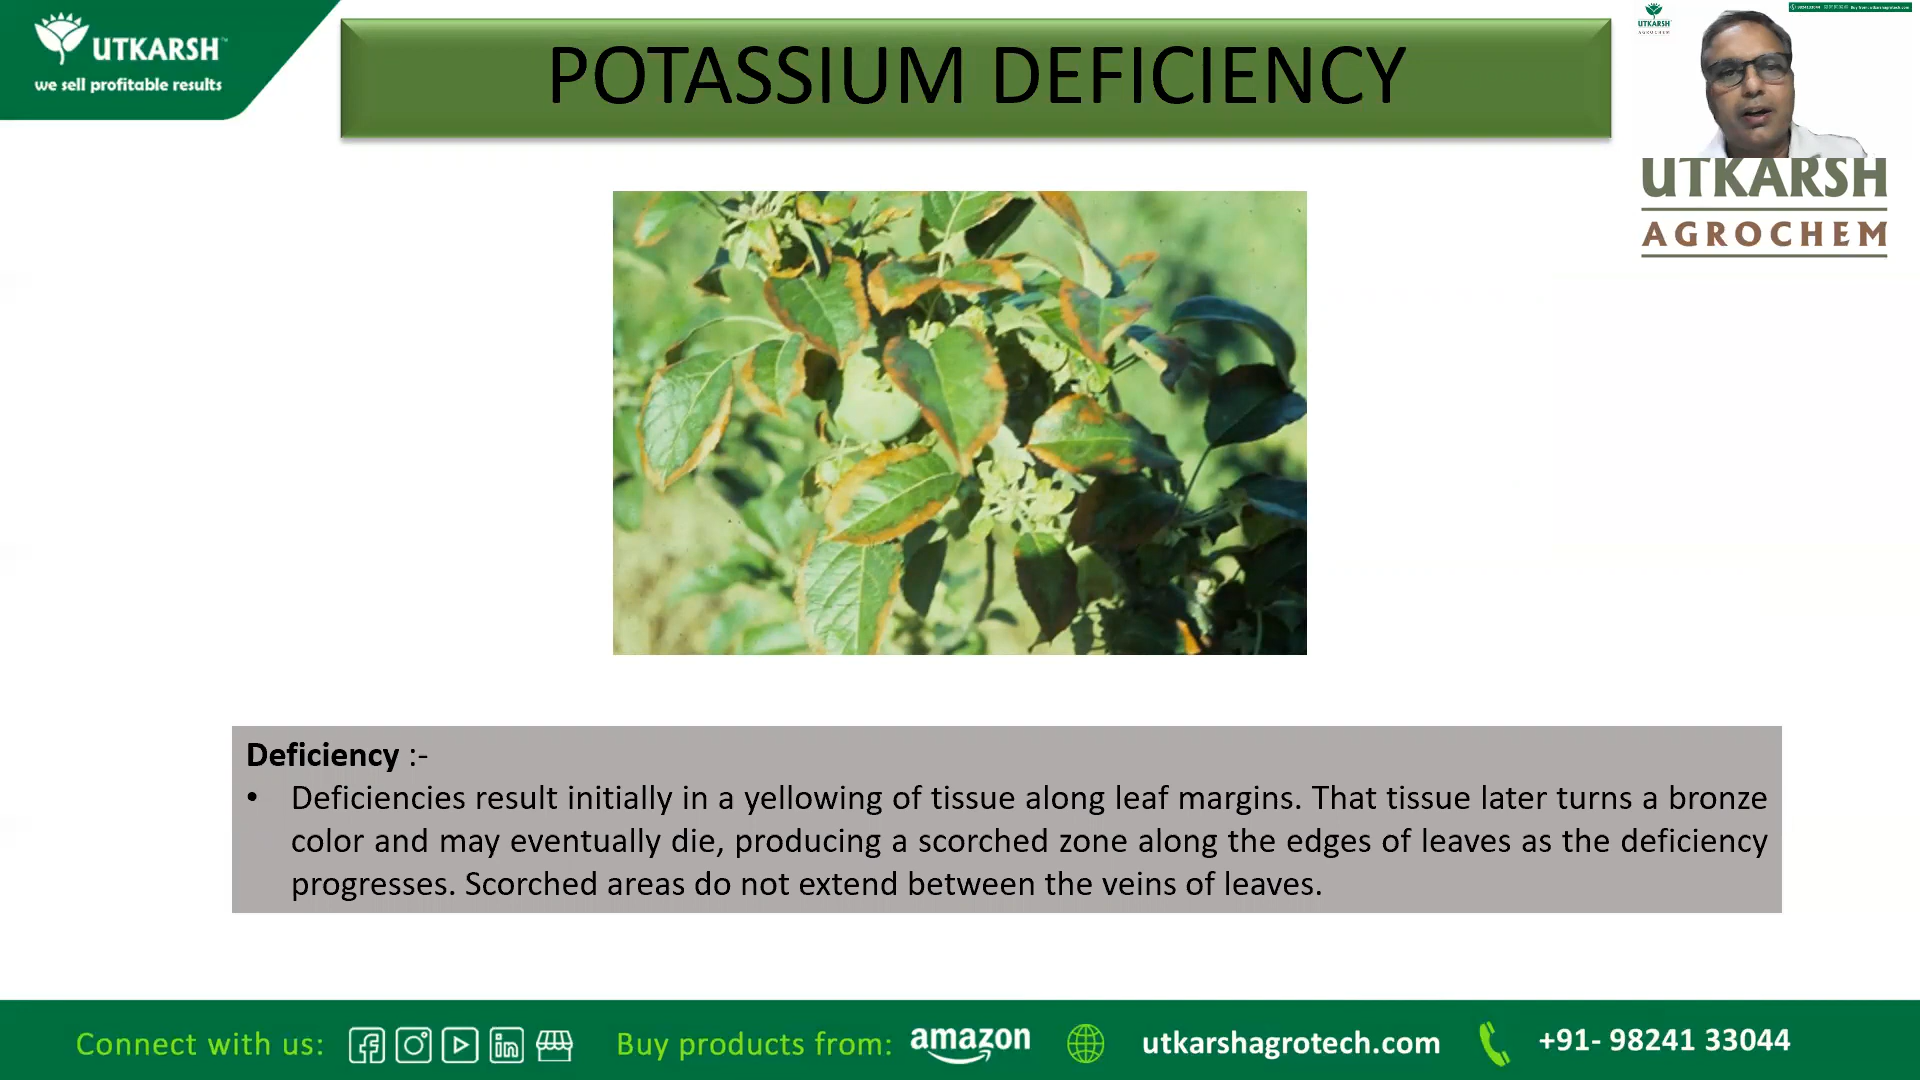 UTKARSH™
we sell profitable results
POTASSIUM DEFICIENCY
UTKARSH
AGROCHEM
UTKARSH
AGROCHEM
Deficiency :-
• Deficiencies result initially in a yellowing of tissue along leaf margins. That tissue later turns a bronze
color and may eventually die, producing a scorched zone along the edges of leaves as the deficiency
progresses. Scorched areas do not extend between the veins of leaves.
Connect with us: Buy products from: amazon utkarshagrotech.com +91- 98241 33044